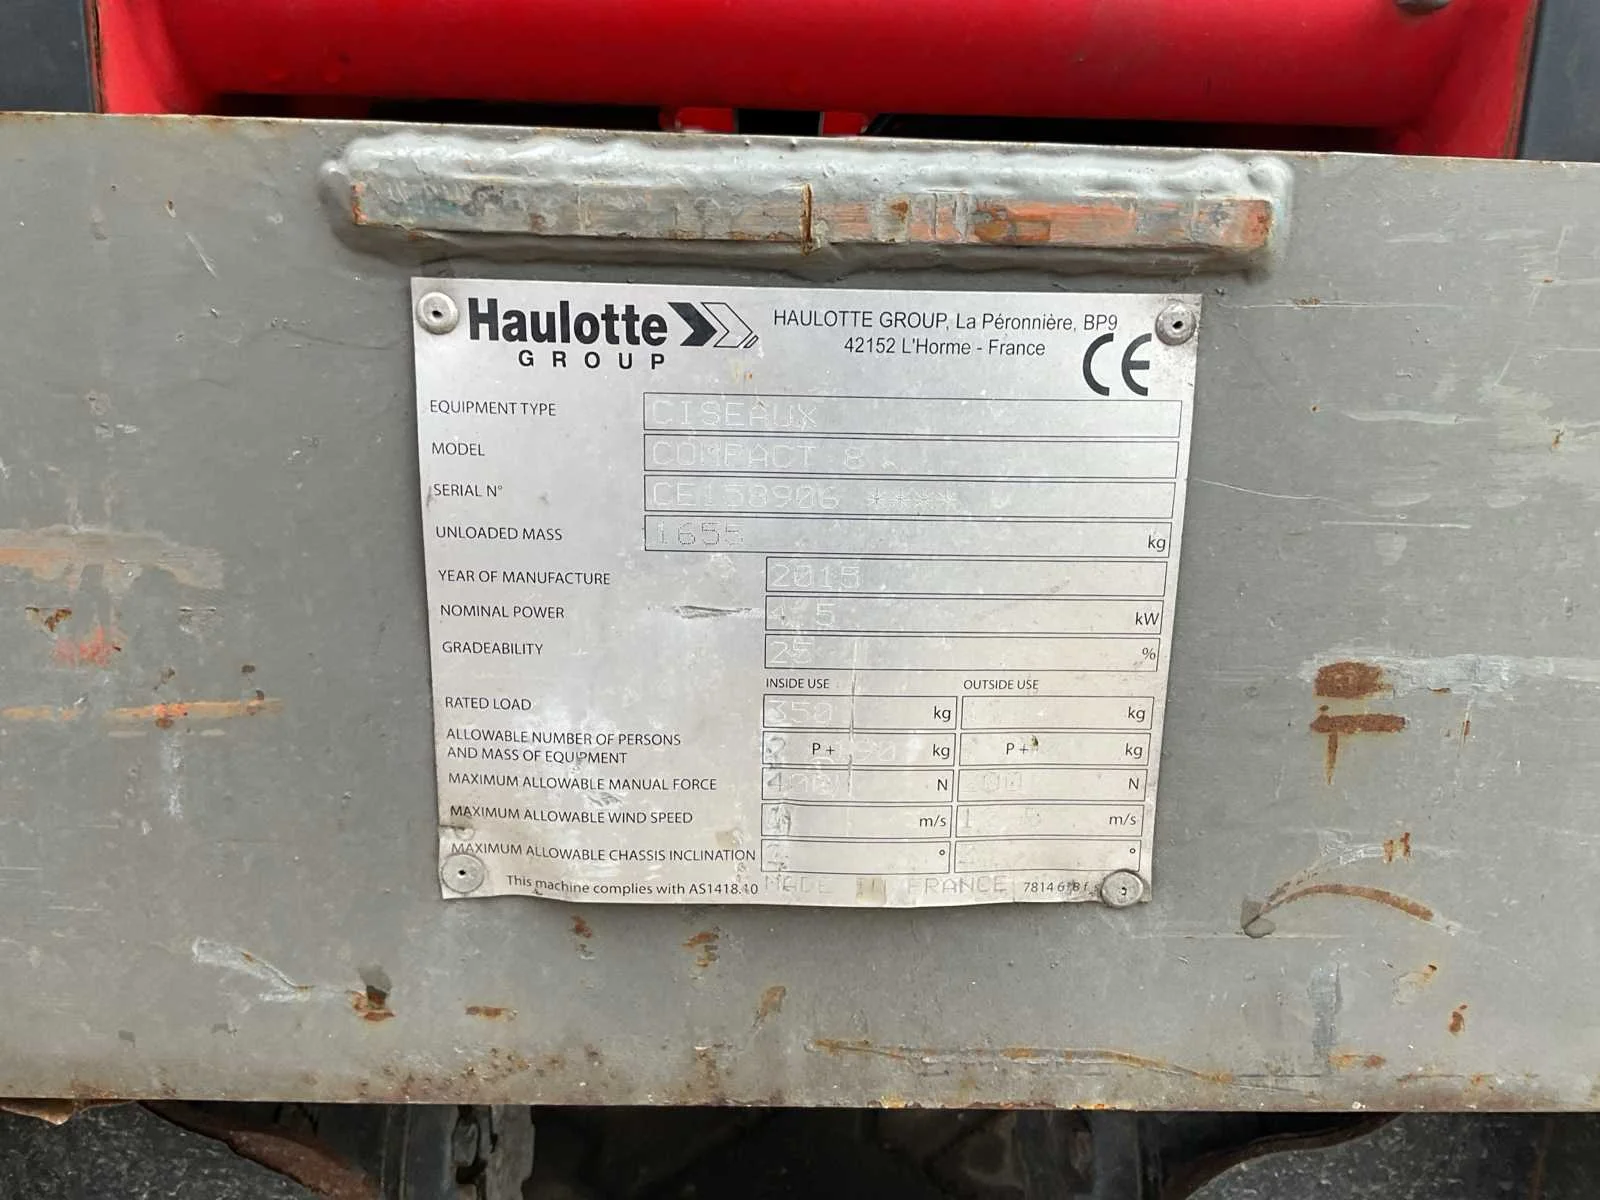 Haulotte
GROUP
HAULOTTE GROUP, La Péronnière, BP9
42152 L'Horme - France
CE
EQUIPMENT TYPE CISEAUX
MODEL COMPACT 8
SERIAL N° CE158906 ****
UNLOADED MASS 1655 kg
YEAR OF MANUFACTURE 2015
NOMINAL POWER 4.5 kW
GRADEABILITY 25 %
INSIDE USE OUTSIDE USE
RATED LOAD 350 kg kg
ALLOWABLE NUMBER OF PERSONS
AND MASS OF EQUIPMENT 2 P + kg P + kg
MAXIMUM ALLOWABLE MANUAL FORCE N N
MAXIMUM ALLOWABLE WIND SPEED m/s m/s
MAXIMUM ALLOWABLE CHASSIS INCLINATION ° °
This machine complies with AS1418.10 MADE IN FRANCE